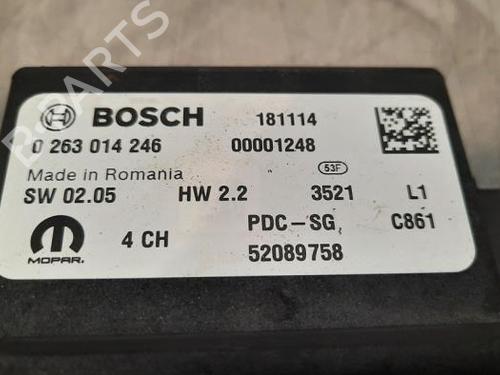 BOSCH 181114
0 263 014 246 00001248
Made in Romania 53F
SW 02.05 HW 2.2 3521 L1
4 CH PDC-SG C861
MOPAR. 52089758
B-PARTS